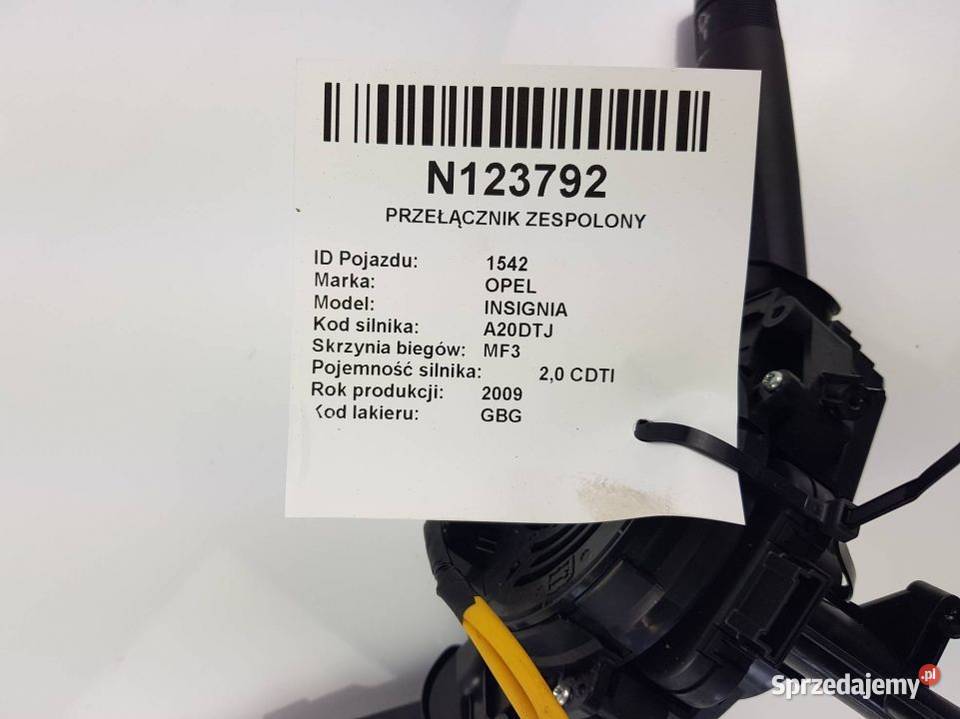 N123792
PRZEŁĄCZNIK ZESPOLONY
ID Pojazdu: 1542
Marka: OPEL
Model: INSIGNIA
Kod silnika: A20DTJ
Skrzynia biegów: MF3
Pojemność silnika: 2,0 CDTI
Rok produkcji: 2009
Kod lakieru: GBG
Sprzedajemy.pl